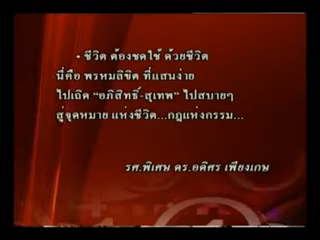 • ชีวิต ต้องชดใช้ ด้วยชีวิต
นี่คือ พรหมลิขิต ที่แสนง่าย
ไปเถิด “อภิสิทธิ์-สุเทพ” ไปสบายๆ
สู่จุดหมาย แห่งชีวิต...กฎแห่งกรรม...
รศ.พิเศษ ดร.อดิศร เพียงเกษ